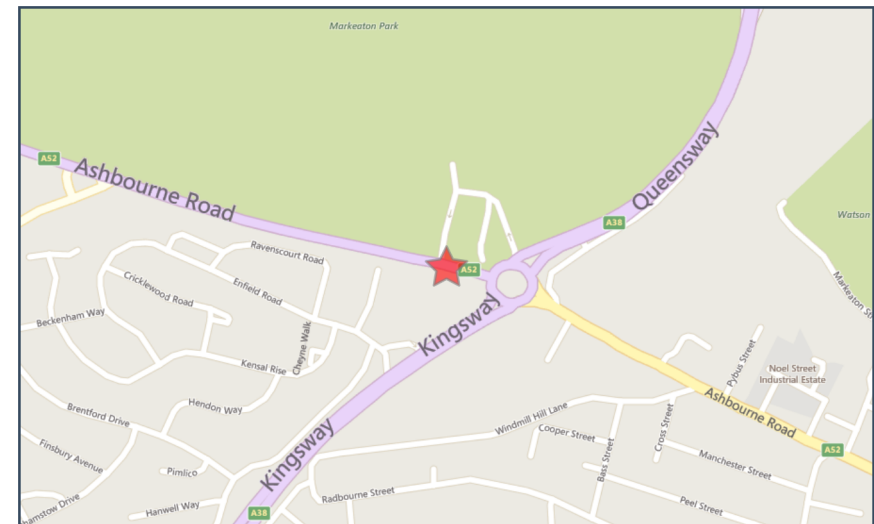 Markeaton Park
A52
Ashbourne Road
Queensway
A38
Watson
Ravenscourt Road
A52
Cricklewood Road
Enfield Road
Markeaton St
Beckenham Way
Cheyne Walk
Kingsway
Kensal Rise
Pybus Street
Noel Street
Industrial Estate
Hendon Way
Brentford Drive
Ashbourne Road
Windmill Hill Lane
Cooper Street
Cross Street
Bass Street
A52
Kingsway
Finsbury Avenue
Pimlico
Manchester Street
Radbourne Street
Peel Street
hamstow Drive
Hanwell Way
A38